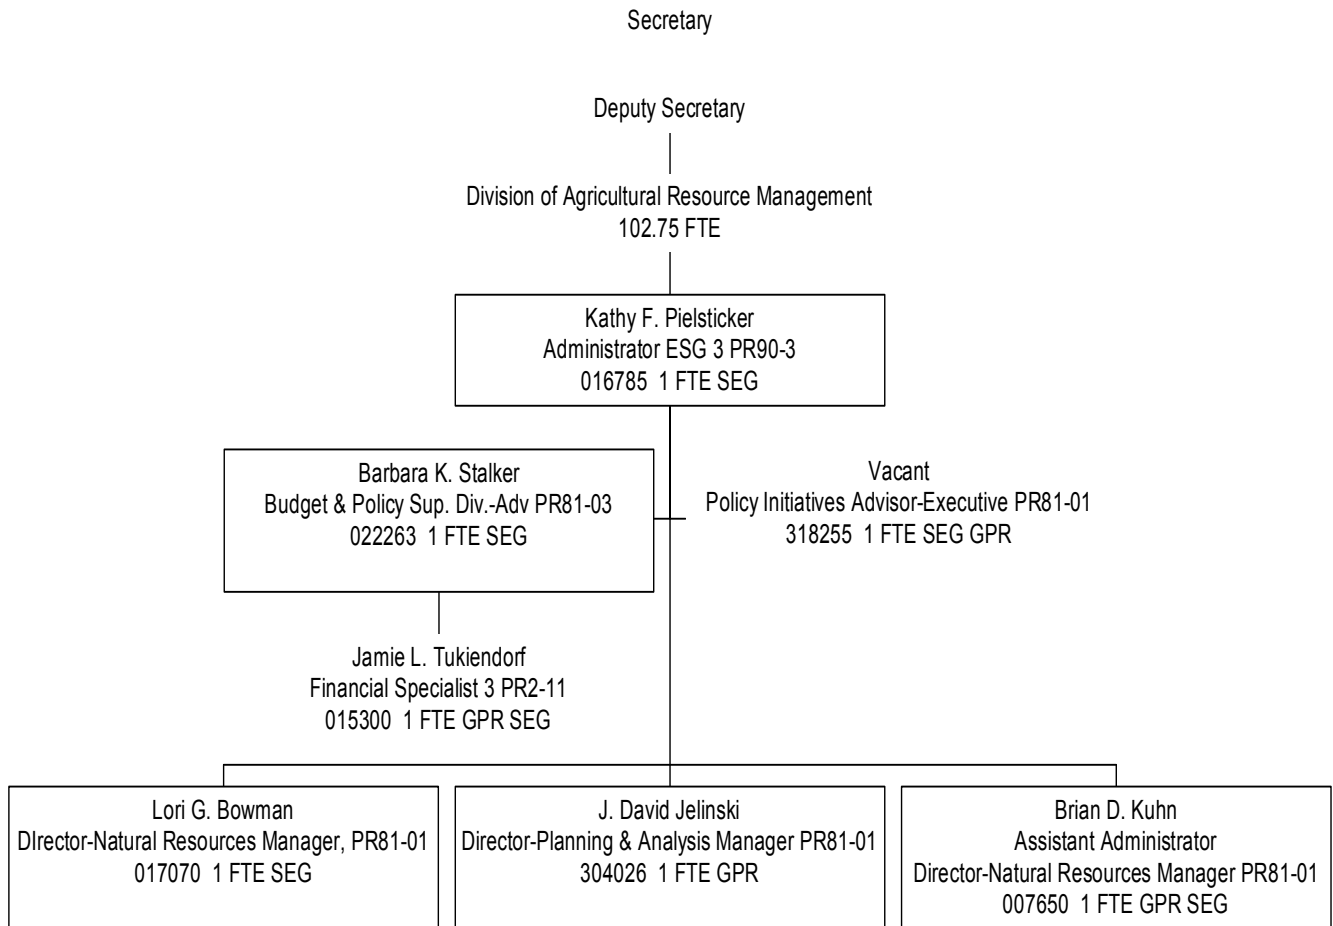 Secretary
Deputy Secretary
Division of Agricultural Resource Management
102.75 FTE
Kathy F. Pielsticker
Administrator ESG 3 PR90-3
016785 1 FTE SEG
Barbara K. Stalker
Budget & Policy Sup. Div.-Adv PR81-03
022263 1 FTE SEG
Vacant
Policy Initiatives Advisor-Executive PR81-01
318255 1 FTE SEG GPR
Jamie L. Tukiendorf
Financial Specialist 3 PR2-11
015300 1 FTE GPR SEG
Lori G. Bowman
DIrector-Natural Resources Manager, PR81-01
017070 1 FTE SEG
J. David Jelinski
Director-Planning & Analysis Manager PR81-01
304026 1 FTE GPR
Brian D. Kuhn
Assistant Administrator
Director-Natural Resources Manager PR81-01
007650 1 FTE GPR SEG